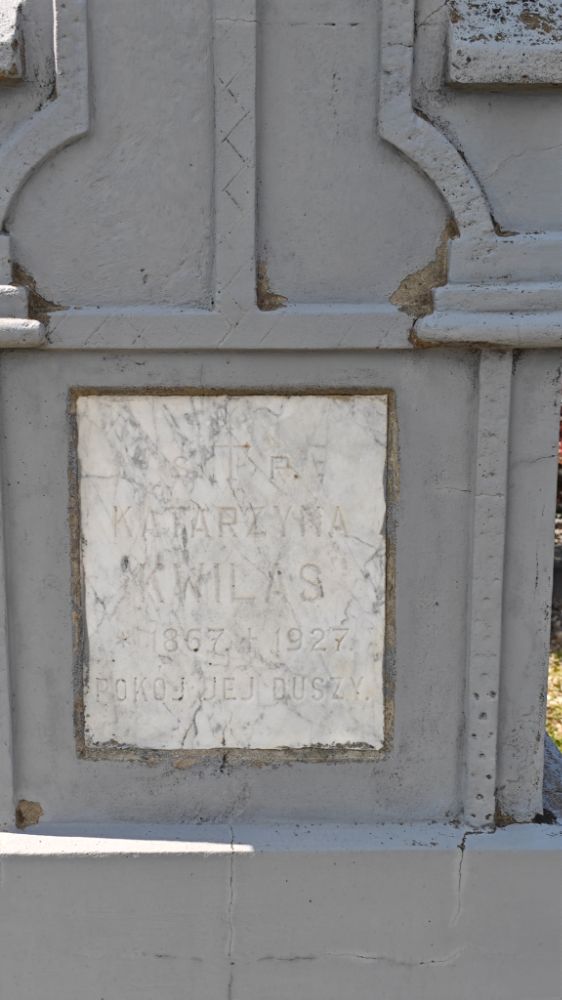 Ś † P
KATARZYNA
KWILAS
* 1867 † 1927
POKÓJ JEJ DUSZY